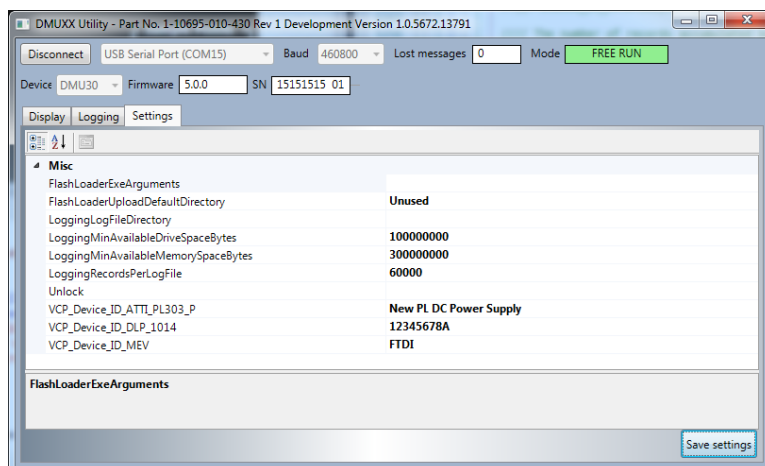 DMUXX Utility - Part No. 1-10695-010-430 Rev 1 Development Version 1.0.5672.13791
Disconnect USB Serial Port (COM15) Baud 460800 Lost messages 0 Mode FREE RUN
Device DMU30 Firmware 5.0.0 SN 15151515 01
Display Logging Settings
Misc
FlashLoaderExeArguments
FlashLoaderUploadDefaultDirectory Unused
LoggingLogFileDirectory
LoggingMinAvailableDriveSpaceBytes 100000000
LoggingMinAvailableMemorySpaceBytes 300000000
LoggingRecordsPerLogFile 60000
Unlock
VCP_Device_ID_ATTI_PL303_P New PL DC Power Supply
VCP_Device_ID_DLP_1014 12345678A
VCP_Device_ID_MEV FTDI
FlashLoaderExeArguments
Save settings